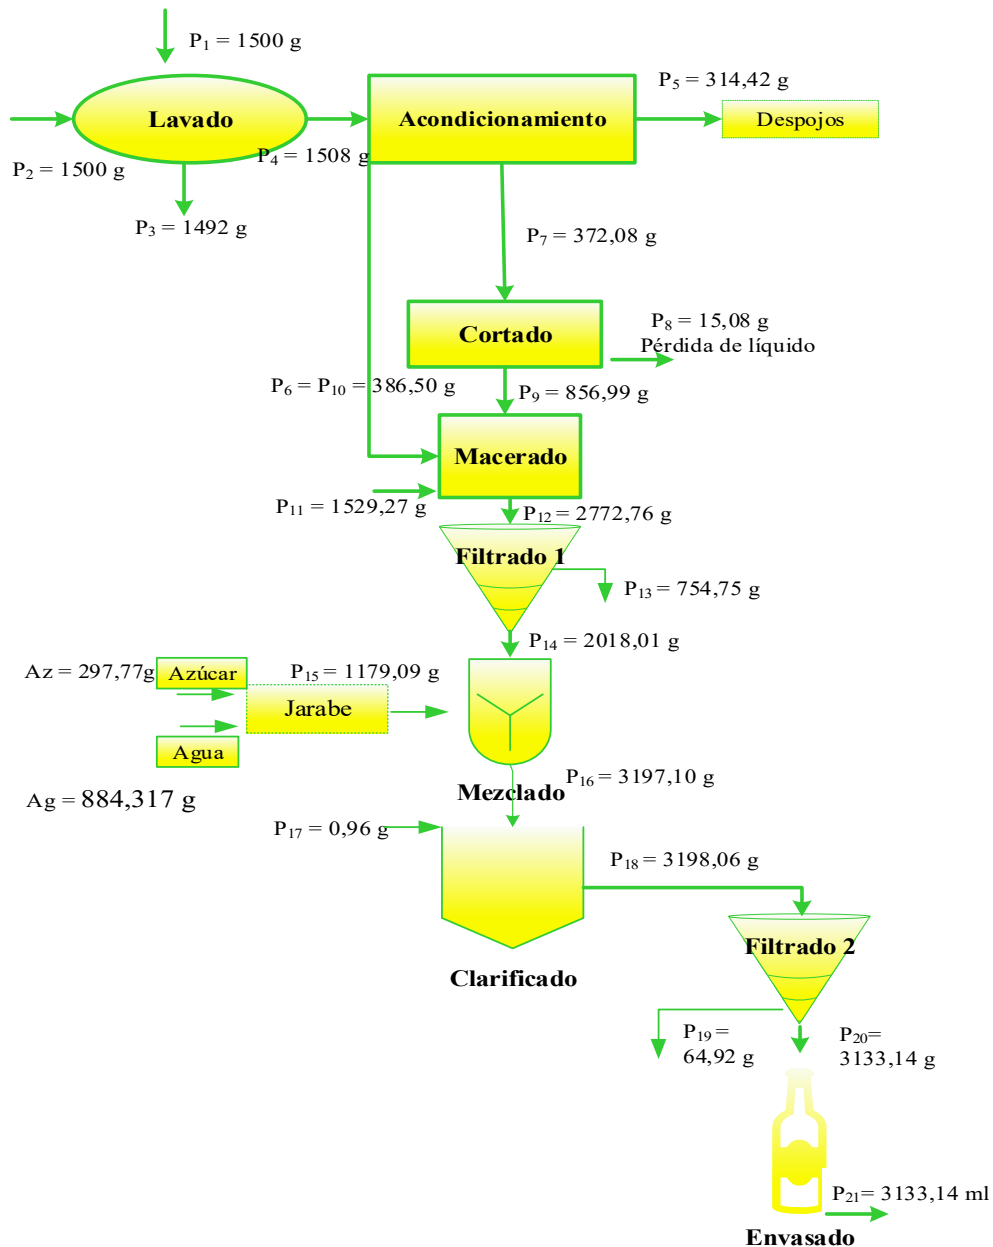 P₁ = 1500 g
Lavado
P₂ = 1500 g
P₃ = 1492 g
P₄ = 1508 g
Acondicionamiento
P₅ = 314,42 g
Despojos
P₇ = 372,08 g
Cortado
P₈ = 15,08 g
Pérdida de líquido
P₆ = P₁₀ = 386,50 g
P₉ = 856,99 g
Macerado
P₁₁ = 1529,27 g
P₁₂ = 2772,76 g
Filtrado 1
P₁₃ = 754,75 g
P₁₄ = 2018,01 g
Az = 297,77g
Azúcar
P₁₅ = 1179,09 g
Jarabe
Agua
Ag = 884,317 g
Mezclado
P₁₆ = 3197,10 g
P₁₇ = 0,96 g
P₁₈ = 3198,06 g
Clarificado
Filtrado 2
P₁₉ =
64,92 g
P₂₀=
3133,14 g
P₂₁= 3133,14 ml
Envasado